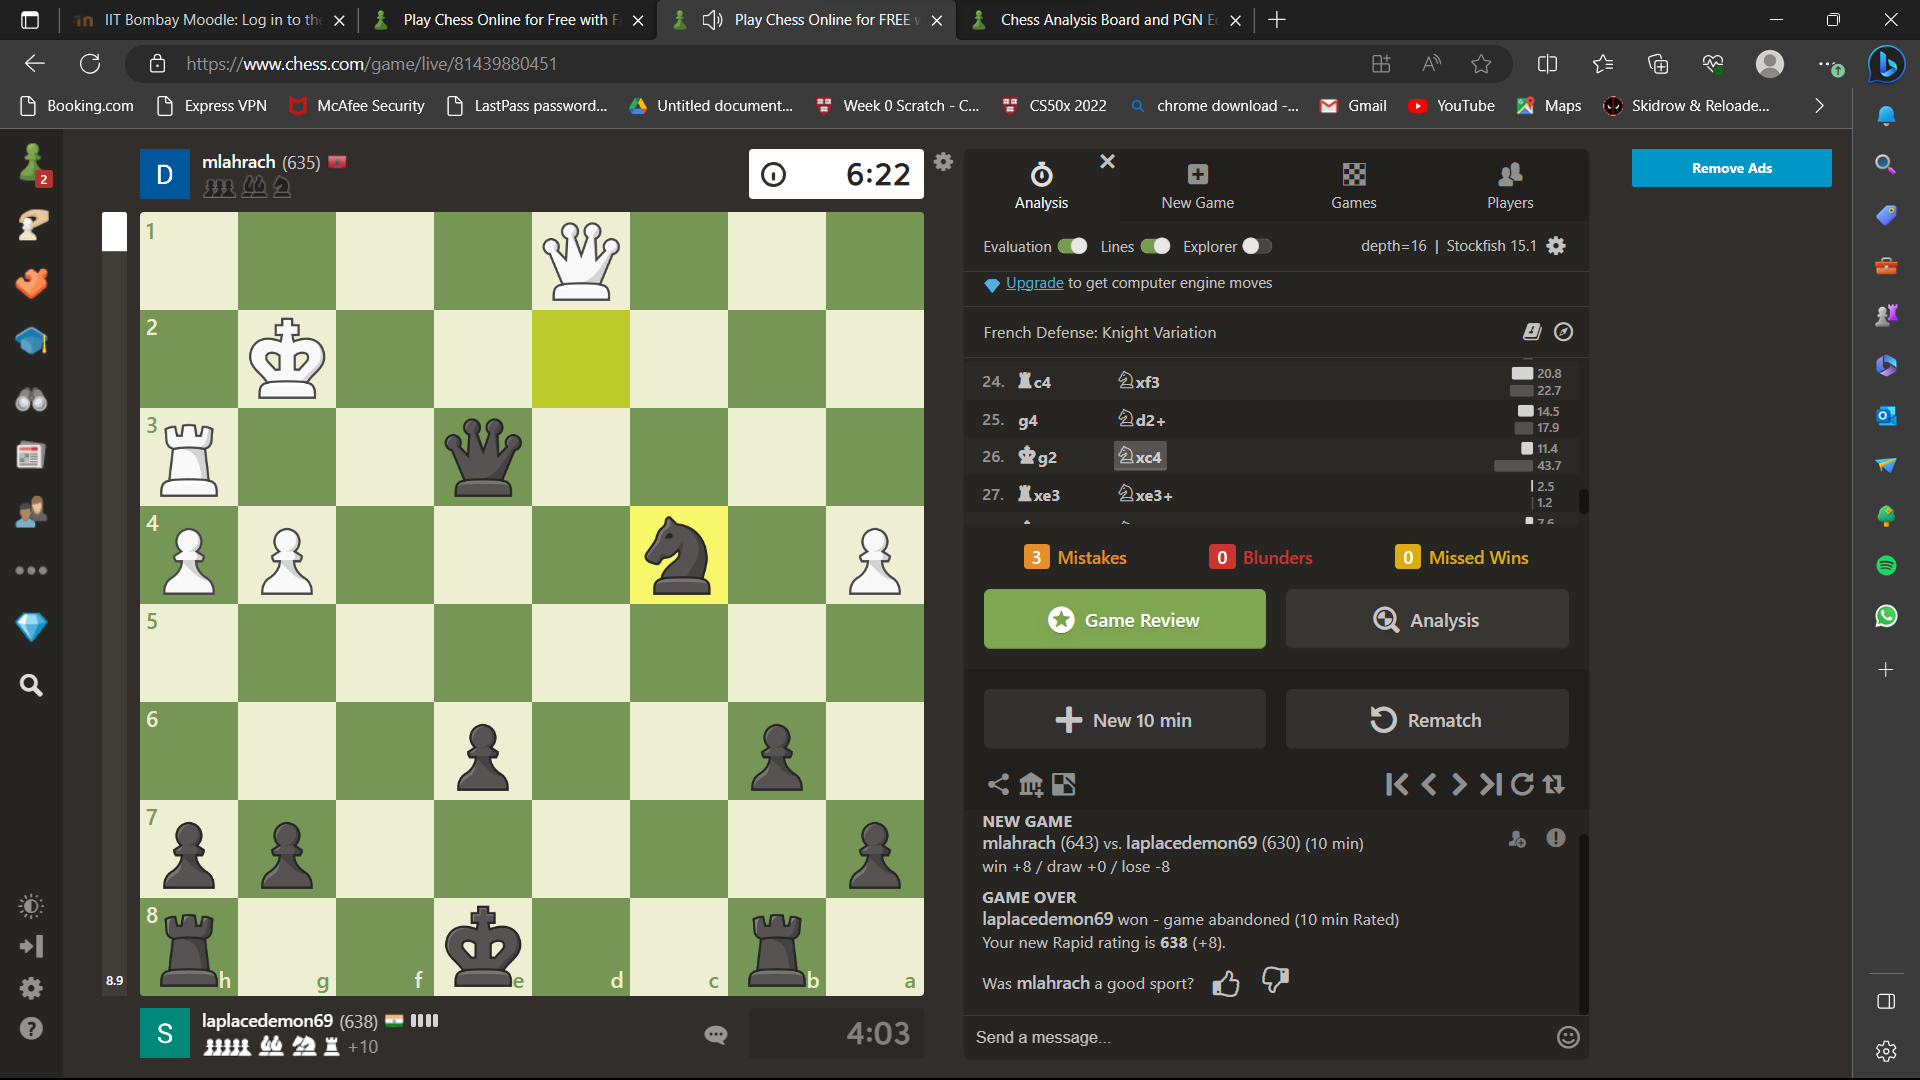 IIT Bombay Moodle: Log in to the
Play Chess Online for Free with F
Play Chess Online for FREE w
Chess Analysis Board and PGN E
https://www.chess.com/game/live/81439880451
Booking.com
Express VPN
McAfee Security
LastPass password...
Untitled document...
Week 0 Scratch - C...
CS50x 2022
chrome download -...
Gmail
YouTube
Maps
Skidrow & Reloade...
2
D
mlahrach (635)
6:22
Analysis
New Game
Games
Players
Remove Ads
Evaluation
Lines
Explorer
depth=16 | Stockfish 15.1
Upgrade to get computer engine moves
French Defense: Knight Variation
24. c4 xf3 20.8
22.7
25. g4 d2+ 14.5
17.9
26. g2 xc4 11.4
43.7
27. xe3 xe3+ 2.5
1.2
7.6
3 Mistakes
0 Blunders
0 Missed Wins
Game Review
Analysis
New 10 min
Rematch
NEW GAME
mlahrach (643) vs. laplacedemon69 (630) (10 min)
win +8 / draw +0 / lose -8
GAME OVER
laplacedemon69 won - game abandoned (10 min Rated)
Your new Rapid rating is 638 (+8).
Was mlahrach a good sport?
Send a message...
1
2
3
4
5
6
7
8
h
g
f
e
d
c
b
a
8.9
S
laplacedemon69 (638)
+10
4:03